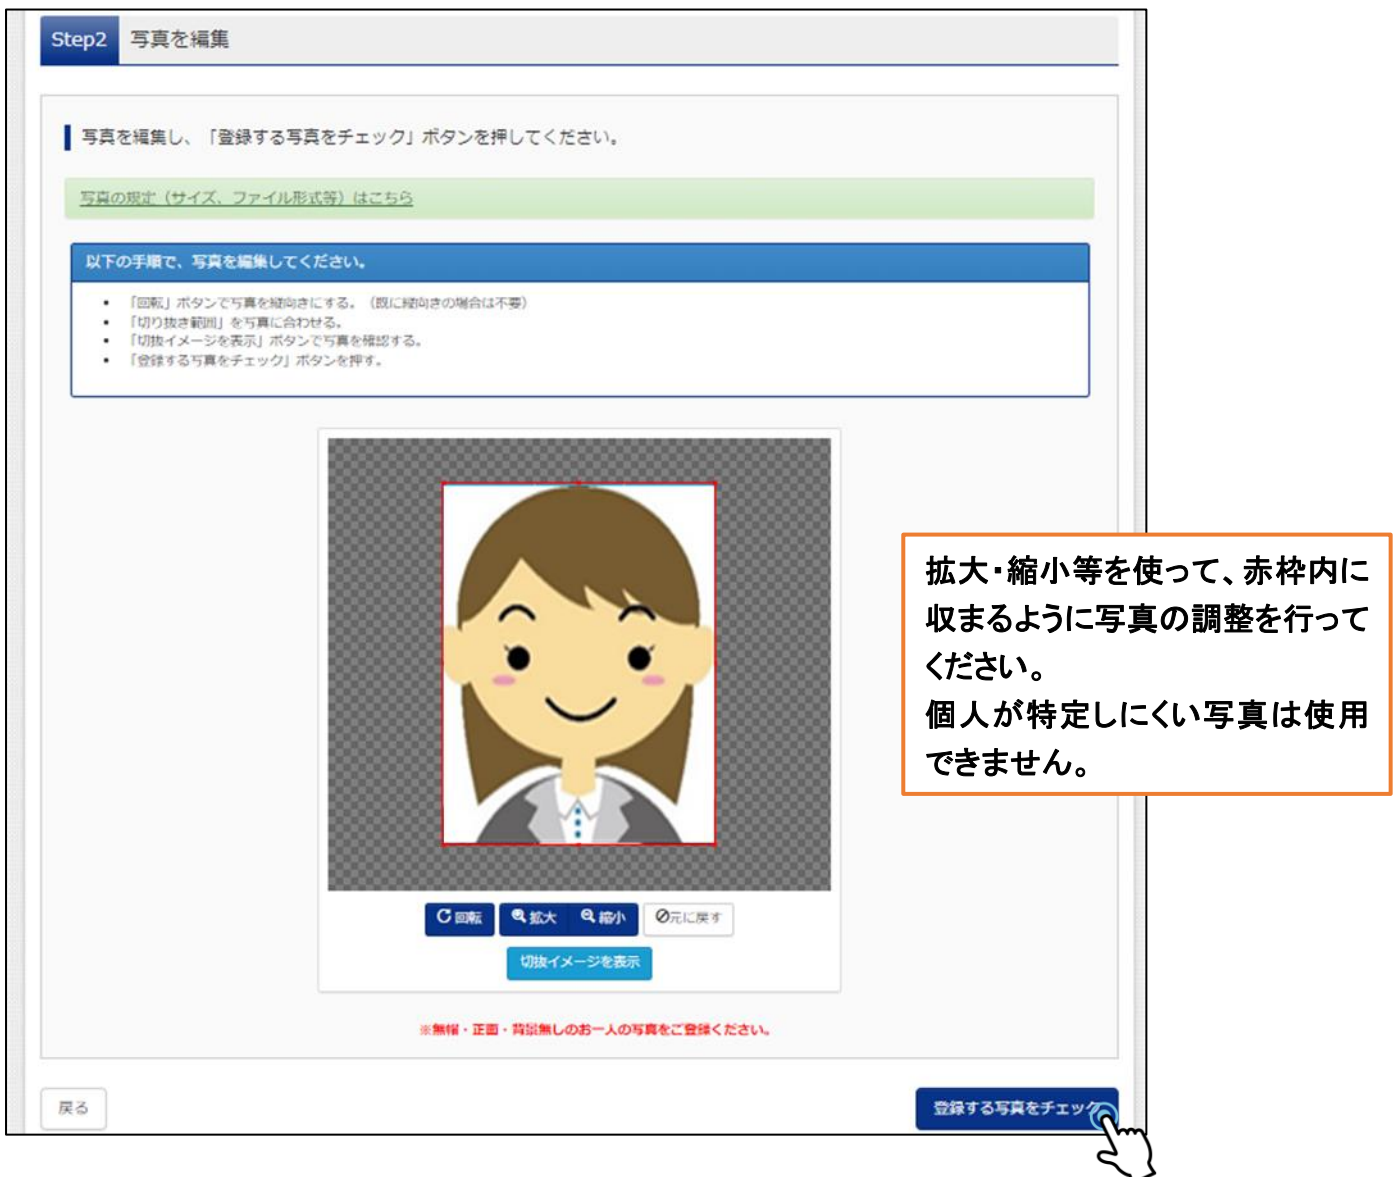 Step2 写真を編集
写真を編集し、「登録する写真をチェック」ボタンを押してください。
写真の規定（サイズ、ファイル形式等）はこちら
以下の手順で、写真を編集してください。
• 「回転」ボタンで写真を縦向きにする。（既に縦向きの場合は不要）
• 「切り抜き範囲」を写真に合わせる。
• 「切抜イメージを表示」ボタンで写真を確認する。
• 「登録する写真をチェック」ボタンを押す。
拡大・縮小等を使って、赤枠内に
収まるように写真の調整を行って
ください。
個人が特定しにくい写真は使用
できません。
回転 拡大 縮小 元に戻す
切抜イメージを表示
※無帽・正面・背景無しのお一人の写真をご登録ください。
戻る 登録する写真をチェック